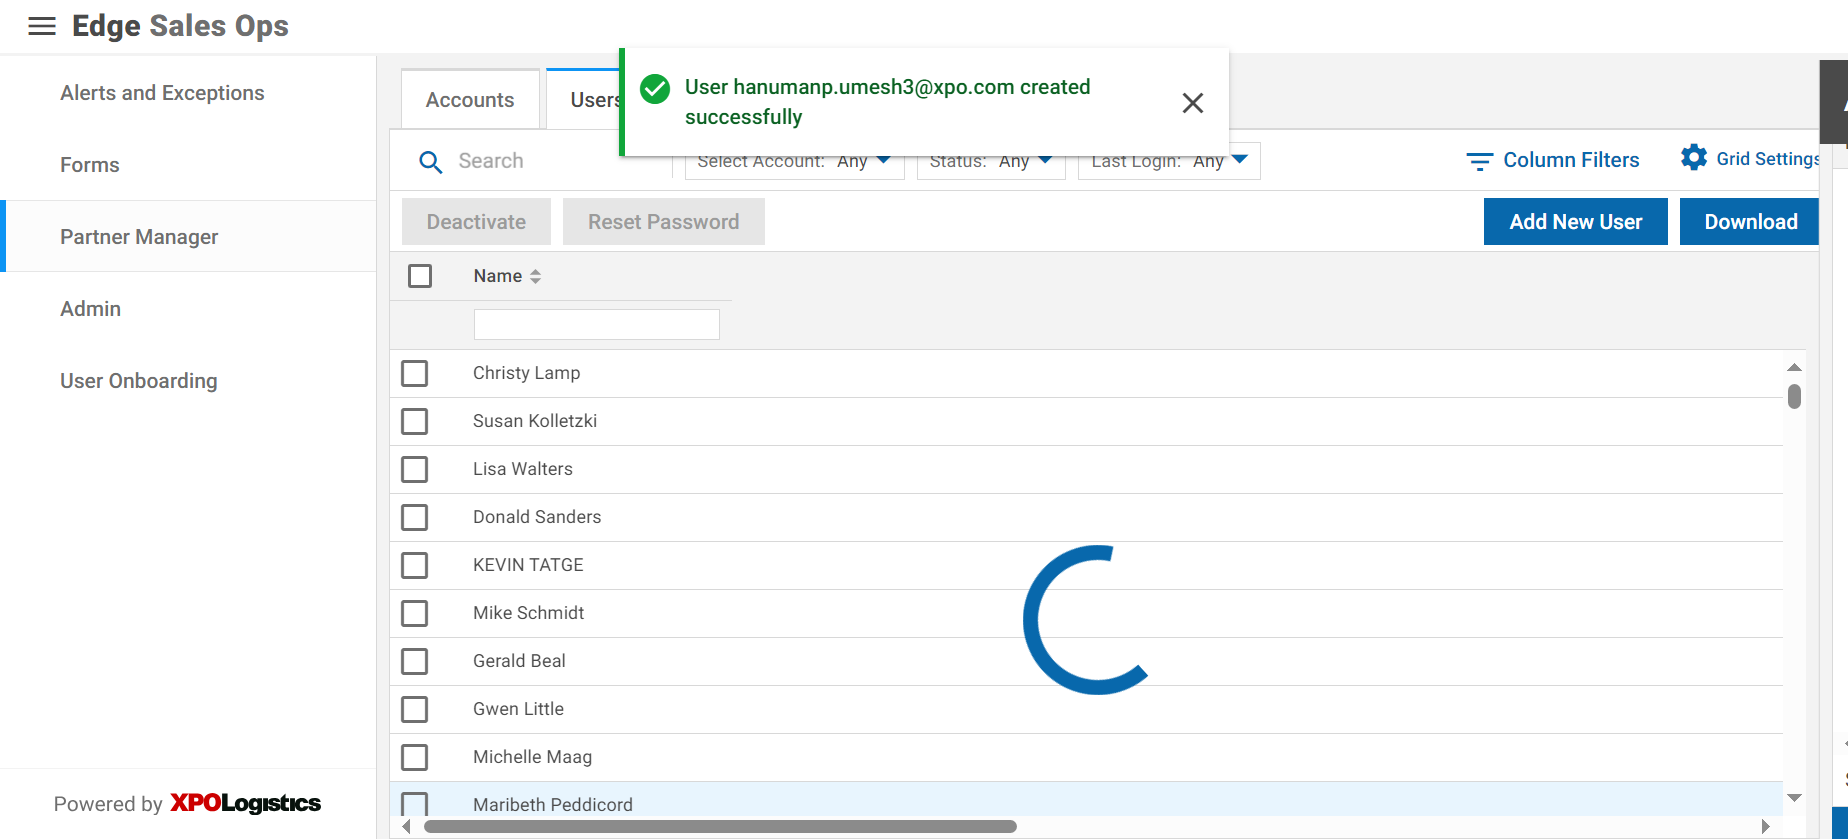 Edge Sales Ops
Alerts and Exceptions
Forms
Partner Manager
Admin
User Onboarding
Powered by XPOLogistics
Accounts
Users
User hanumanp.umesh3@xpo.com created
successfully
Search
Select Account: Any
Status: Any
Last Login: Any
Column Filters
Grid Settings
Deactivate
Reset Password
Add New User
Download
Name
Christy Lamp
Susan Kolletzki
Lisa Walters
Donald Sanders
KEVIN TATGE
Mike Schmidt
Gerald Beal
Gwen Little
Michelle Maag
Maribeth Peddicord